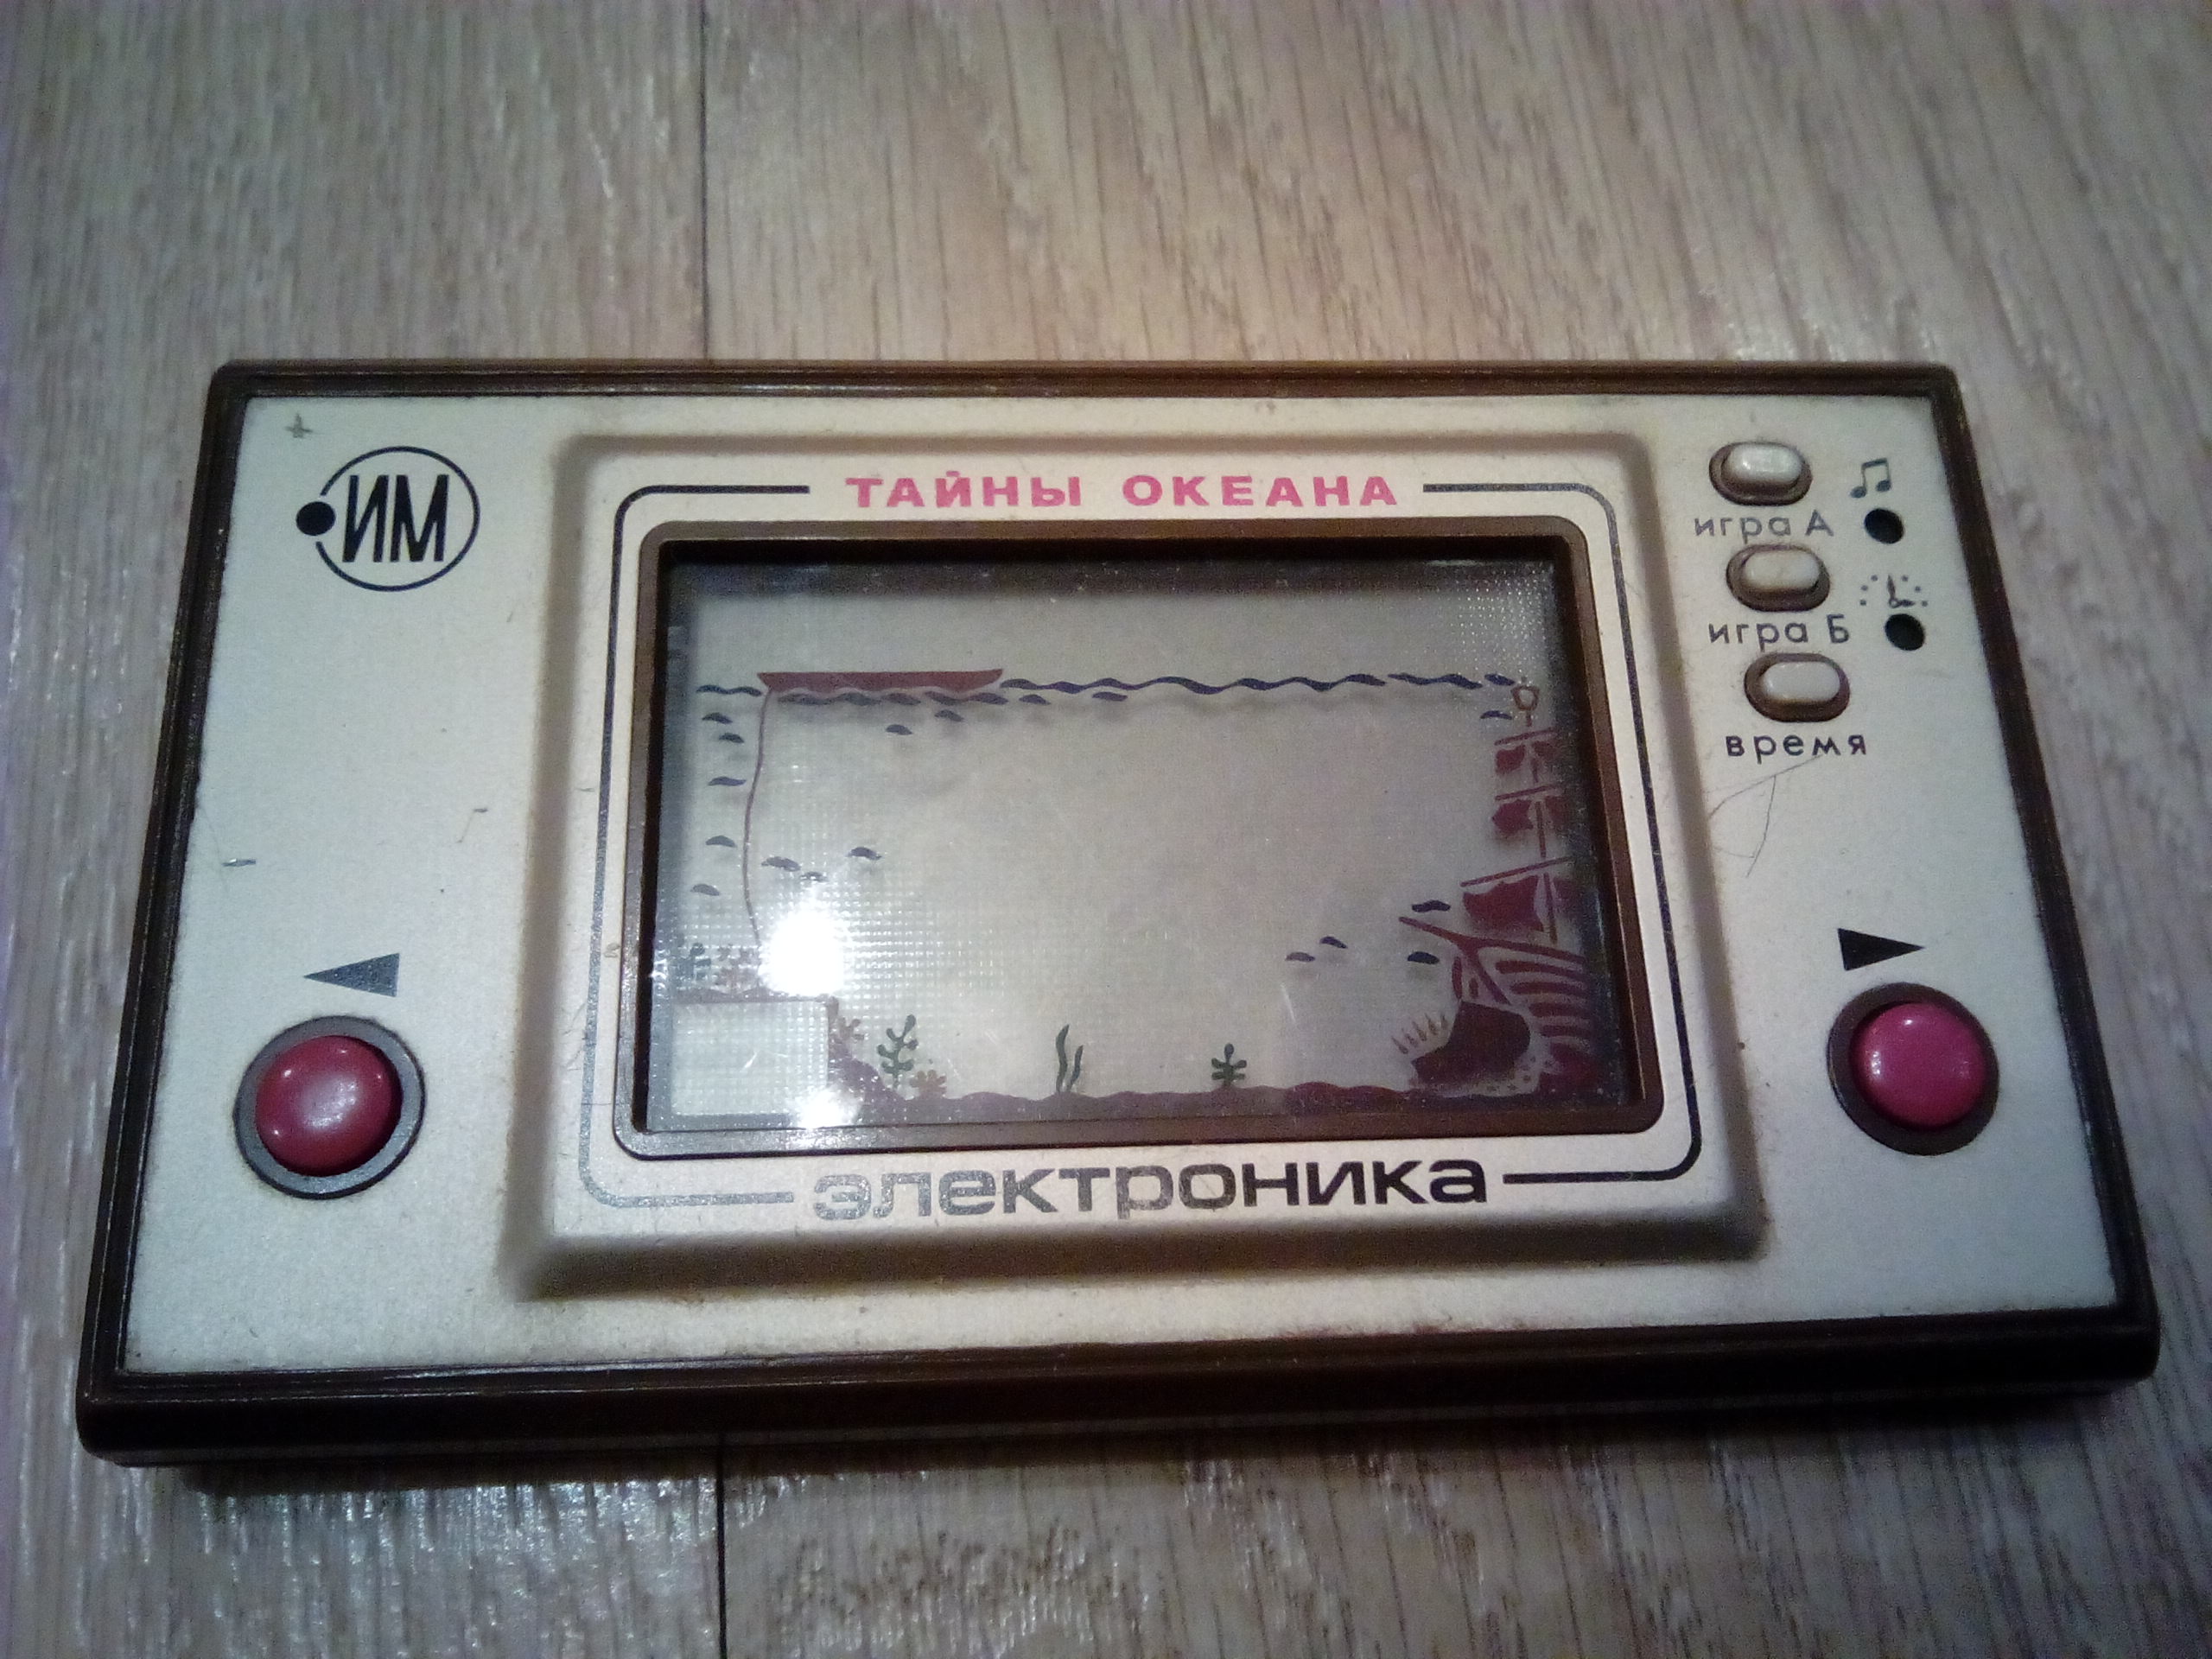 ИМ
ТАЙНЫ ОКЕАНА
игра А
игра Б
время
электроника